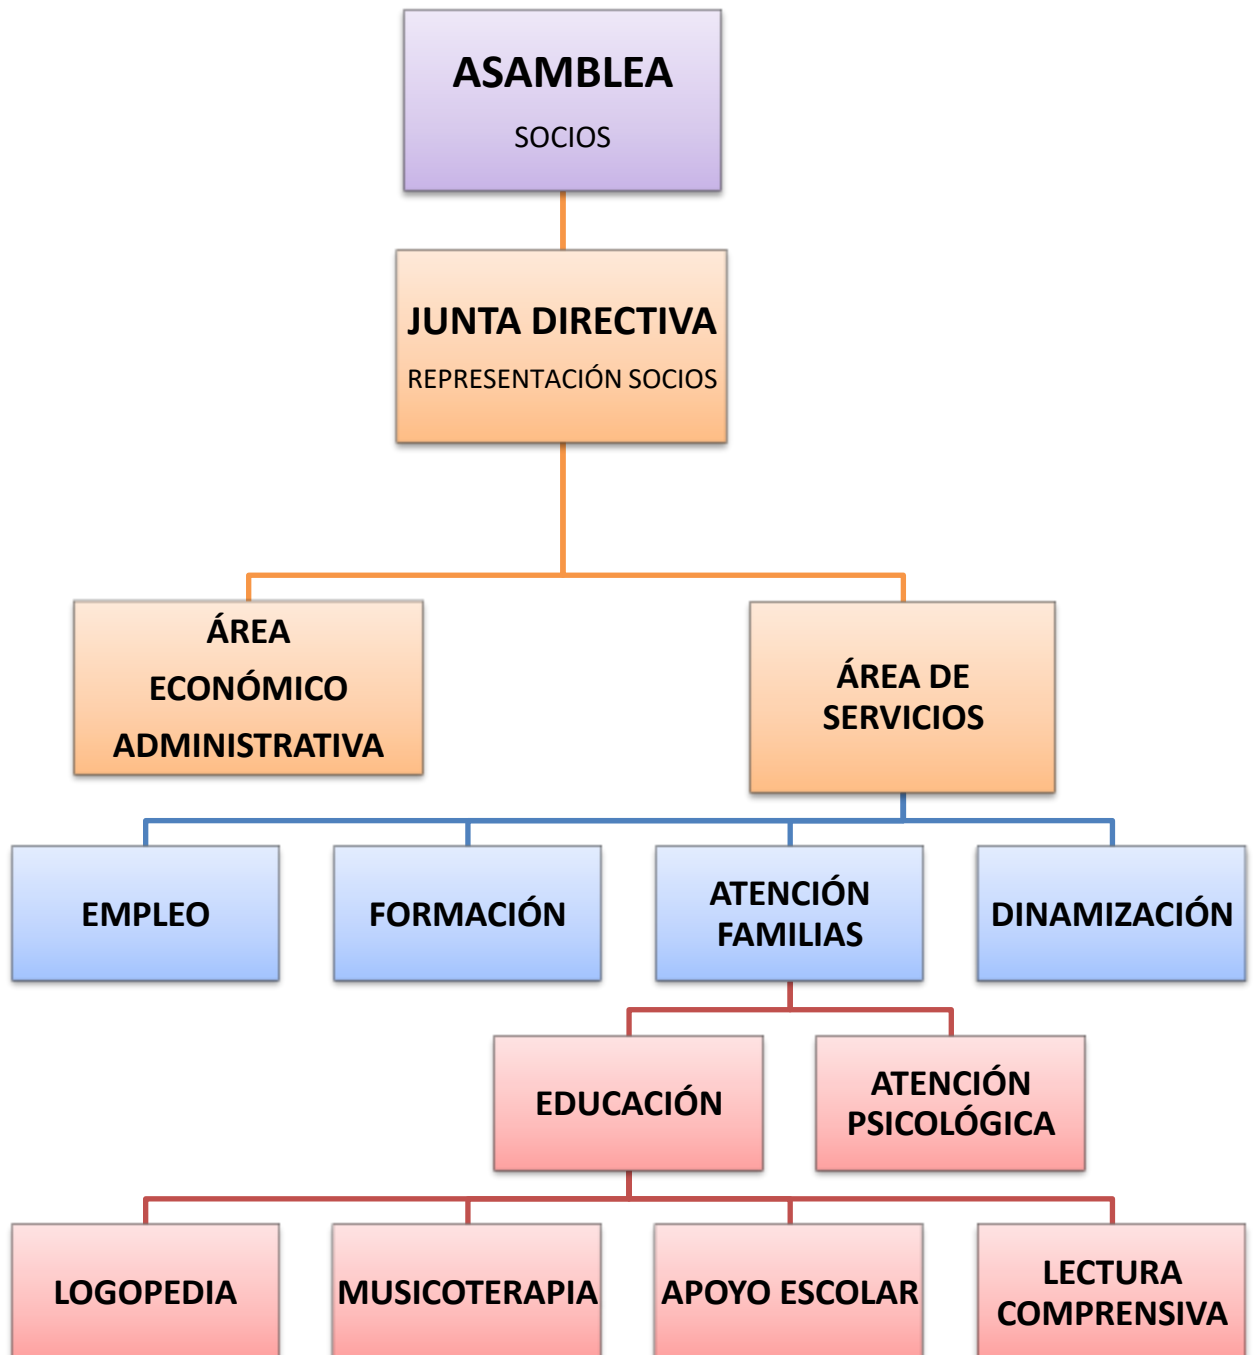 ASAMBLEA
SOCIOS
JUNTA DIRECTIVA
REPRESENTACIÓN SOCIOS
ÁREA
ECONÓMICO
ADMINISTRATIVA
ÁREA DE
SERVICIOS
EMPLEO
FORMACIÓN
ATENCIÓN
FAMILIAS
DINAMIZACIÓN
EDUCACIÓN
ATENCIÓN
PSICOLÓGICA
LOGOPEDIA
MUSICOTERAPIA
APOYO ESCOLAR
LECTURA
COMPRENSIVA